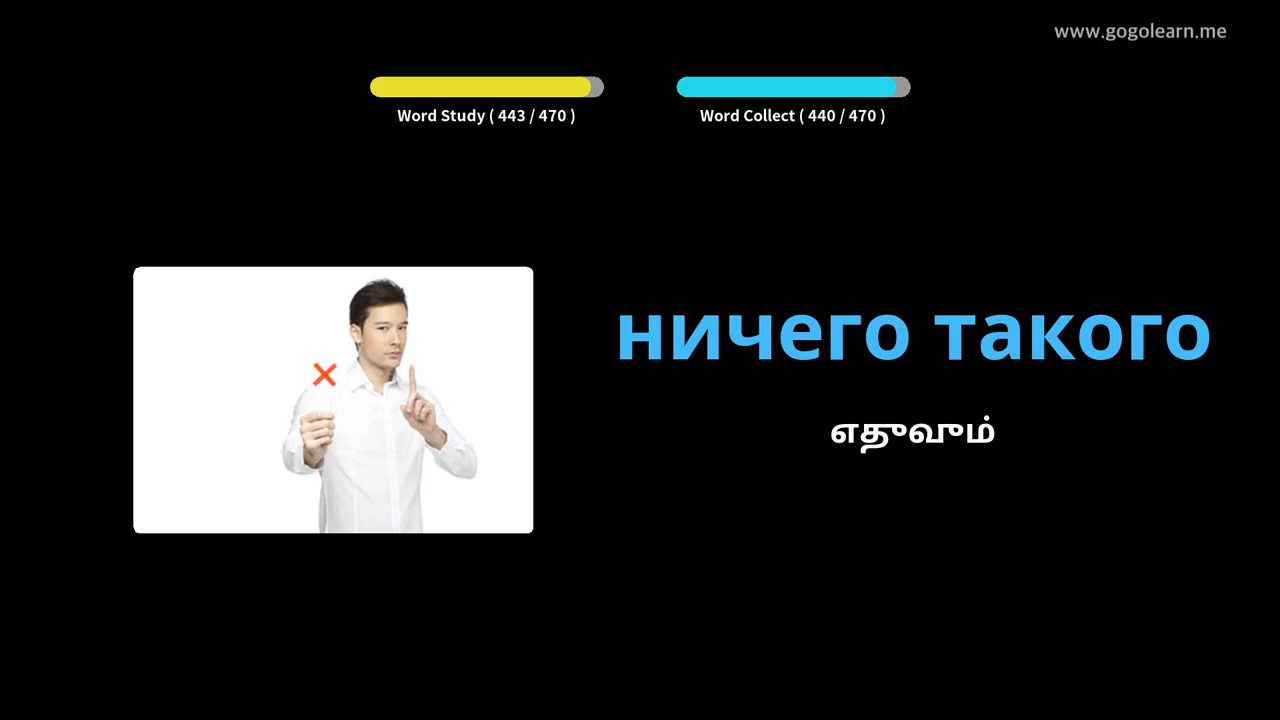 www.gogolearn.me
Word Study ( 443 / 470 )
Word Collect ( 440 / 470 )
ничего такого
எதுவும்